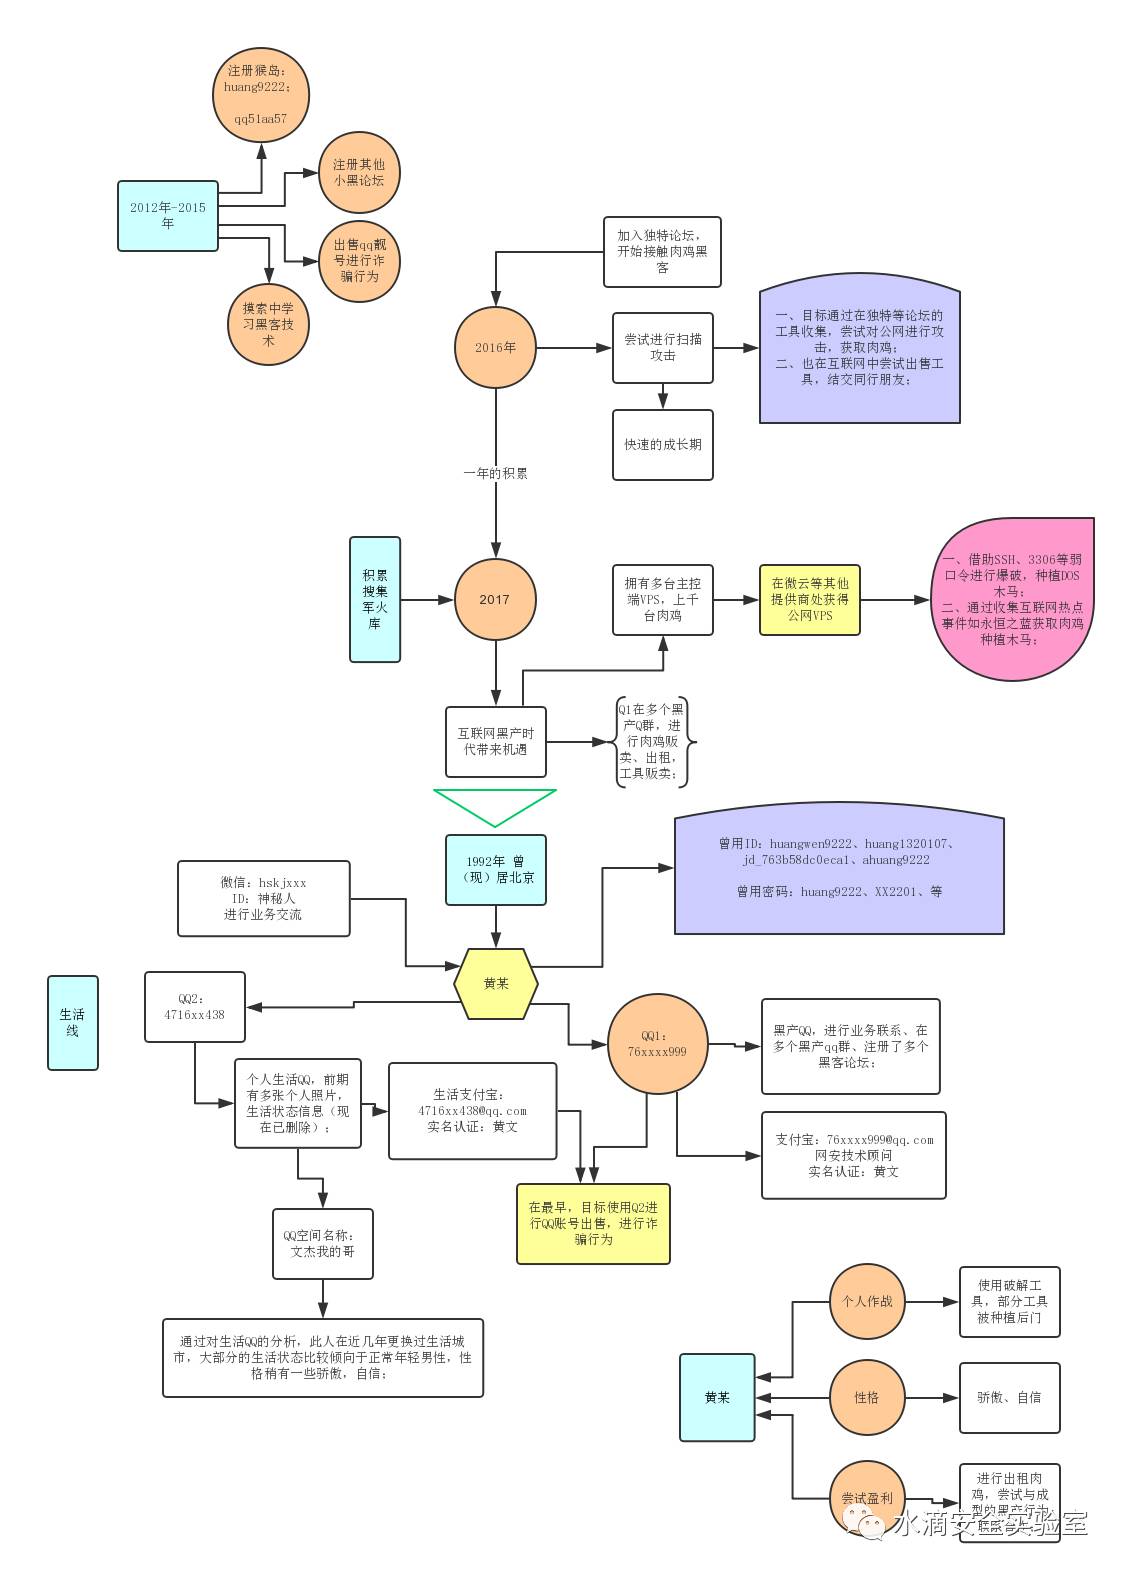 注册猴岛：
huang9222；
qq51aa57
注册其他
小黑论坛
2012年-2015
年
出售qq靓
号进行诈
骗行为
摸索中学
习黑客技
术
加入独特论坛，
开始接触肉鸡黑
客
2016年
尝试进行扫描
攻击
一、目标通过在独特等论坛的
工具收集，尝试对公网进行攻
击，获取肉鸡；
二、也在互联网中尝试出售工
具，结交同行朋友；
快速的成长期
一年的积累
积累
搜集
军火
库
2017
拥有多台主控
端VPS，上千
台肉鸡
在微云等其他
提供商处获得
公网VPS
一、借助SSH、3306等弱
口令进行爆破，种植DOS
木马；
二、通过收集互联网热点
事件如永恒之蓝获取肉鸡
种植木马；
互联网黑产时
代带来机遇
Q1在多个黑
产Q群，进
行肉鸡贩
卖、出租，
工具贩卖；
1992年 曾
（现）居北京
曾用ID：huangwen9222、huang1320107、
jd_763b58dc0eca1、ahuang9222
曾用密码：huang9222、XX2201、等
微信：hskjxxx
ID：神秘人
进行业务交流
黄某
生活
线
QQ2：
4716xx438
QQ1：
76xxxx999
黑产QQ，进行业务联系、在
多个黑产qq群、注册了多个
黑客论坛；
个人生活QQ，前期
有多张个人照片，
生活状态信息（现
在已删除）；
生活支付宝：
4716xx438@qq.com
实名认证：黄文
支付宝：76xxxx999@qq.com
网安技术顾问
实名认证：黄文
在最早，目标使用Q2进
行QQ账号出售，进行诈
骗行为
QQ空间名称：
文杰我的哥
通过对生活QQ的分析，此人在近几年更换过生活城
市，大部分的生活状态比较倾向于正常年轻男性，性
格稍有一些骄傲，自信；
个人作战
使用破解工
具，部分工具
被种植后门
黄某
性格
骄傲、自信
尝试盈利
进行出租肉
鸡，尝试与成
型的黑产行为
水滴安全实验室